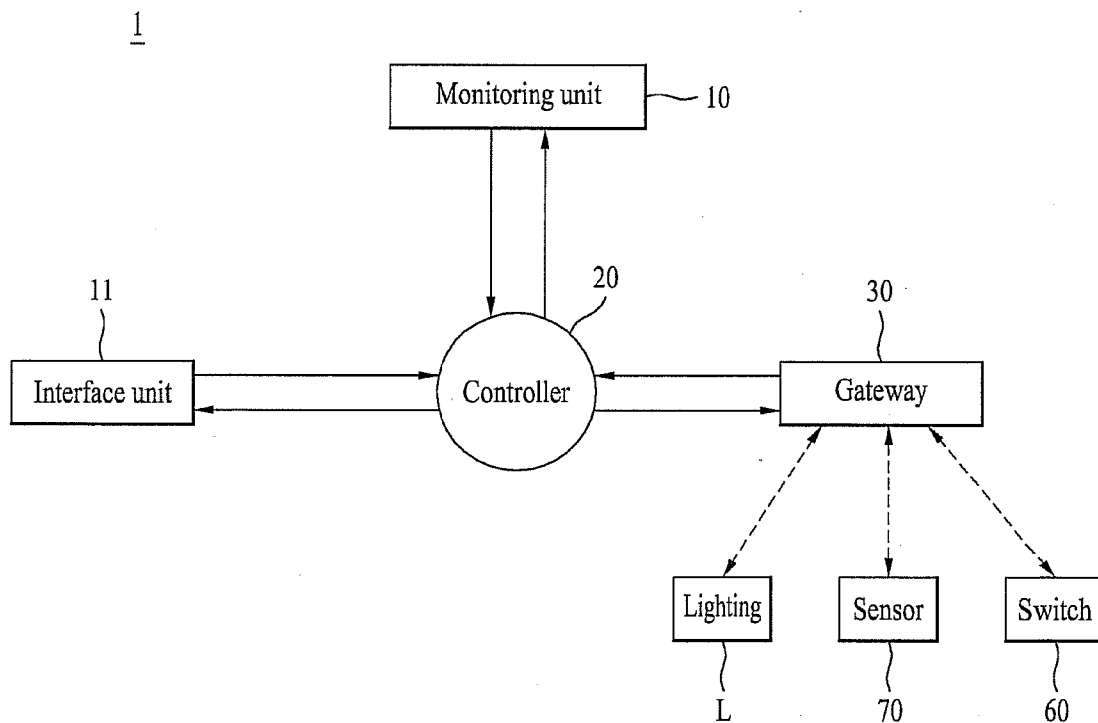 1
Monitoring unit
10
11
20
30
Interface unit
Controller
Gateway
Lighting
Sensor
Switch
L
70
60